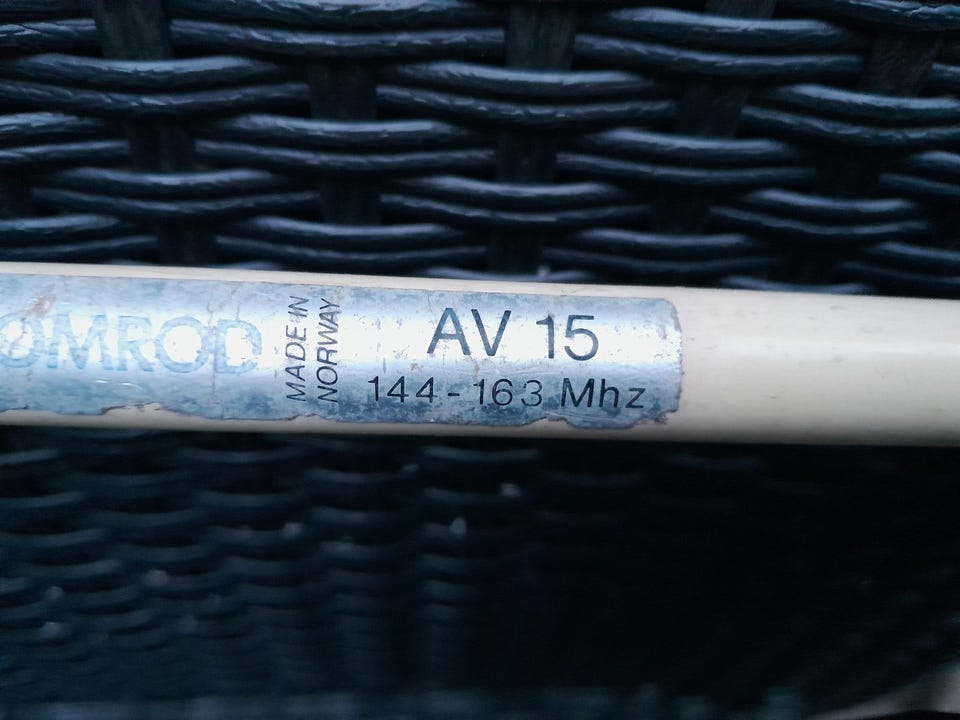 OMROD
MADE IN
NORWAY
AV 15
144-163 Mhz